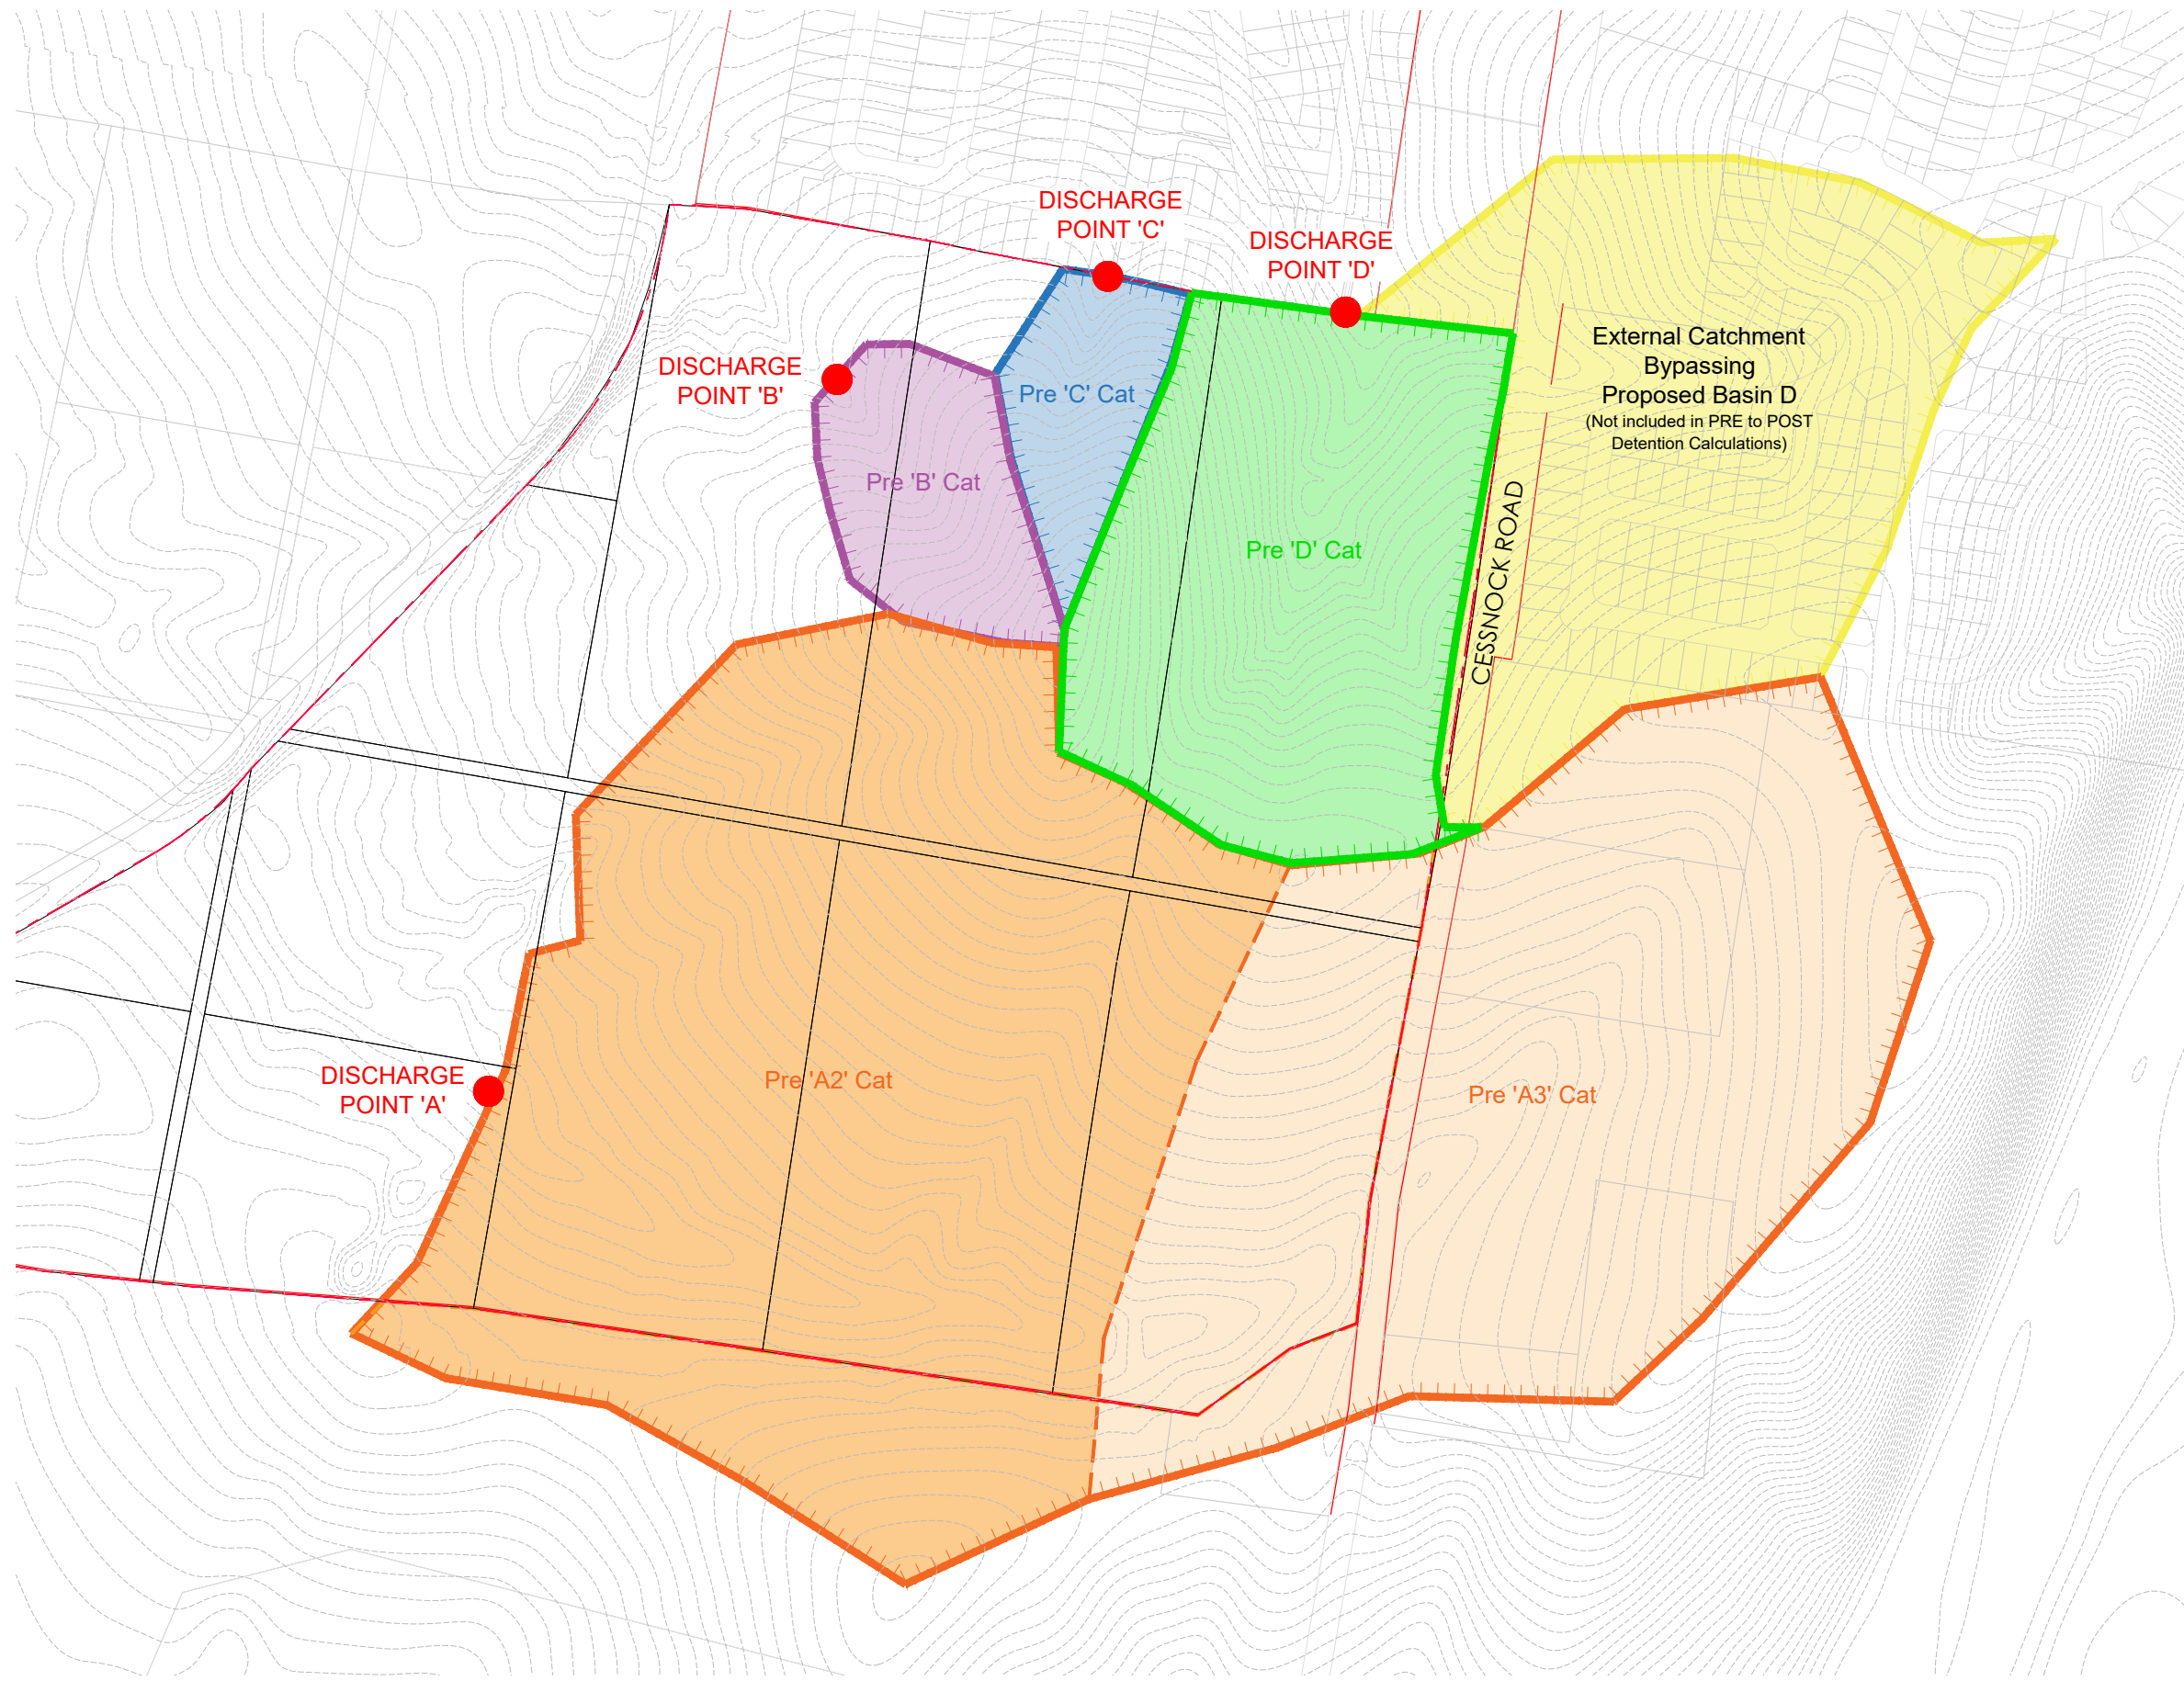 DISCHARGE
POINT 'C'
DISCHARGE
POINT 'D'
External Catchment
Bypassing
Proposed Basin D
(Not included in PRE to POST
Detention Calculations)
DISCHARGE
POINT 'B'
Pre 'C' Cat
Pre 'B' Cat
Pre 'D' Cat
CESSNOCK ROAD
DISCHARGE
POINT 'A'
Pre 'A2' Cat
Pre 'A3' Cat